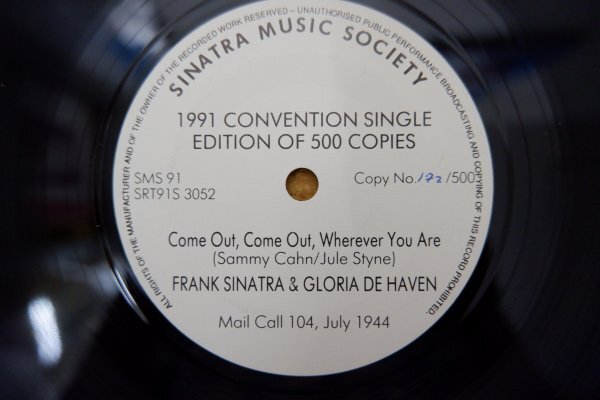 ALL RIGHTS OF THE MANUFACTURER AND OF THE OWNER OF THE RECORDED WORK RESERVED – UNAUTHORISED PUBLIC PERFORMANCE BROADCASTING AND COPYING OF THIS RECORD PROHIBITED.
SINATRA MUSIC SOCIETY
1991 CONVENTION SINGLE
EDITION OF 500 COPIES
SMS 91
SRT91S 3052
Copy No. 172/500
Come Out, Come Out, Wherever You Are
(Sammy Cahn/Jule Styne)
FRANK SINATRA & GLORIA DE HAVEN
Mail Call 104, July 1944